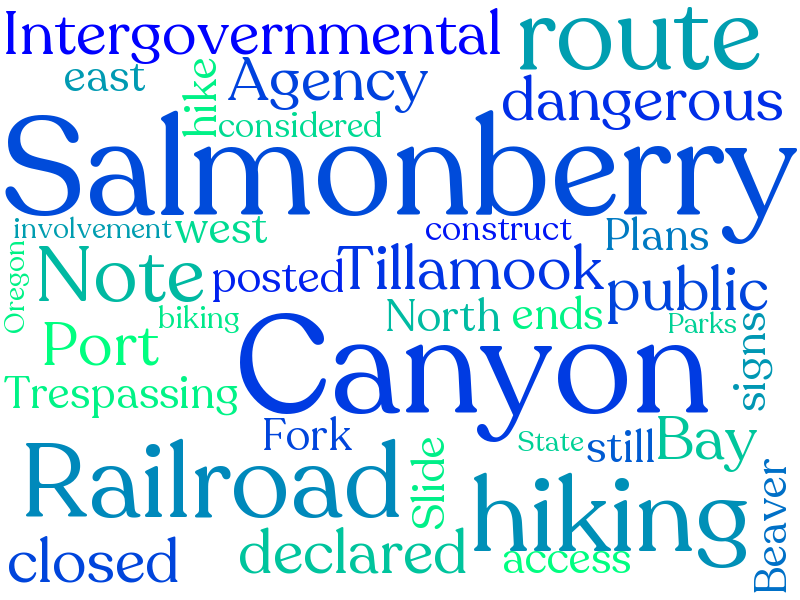 Intergovernmental
route
east
hike
Agency
dangerous
considered
Salmonberry
involvement
west
construct
Plans
Oregon
Note
posted
Tillamook
public
biking
North
ends
Parks
Port
Canyon
signs
Trespassing
Fork
State
still
Bay
Railroad
Slide
hiking
Beaver
closed
declared
access